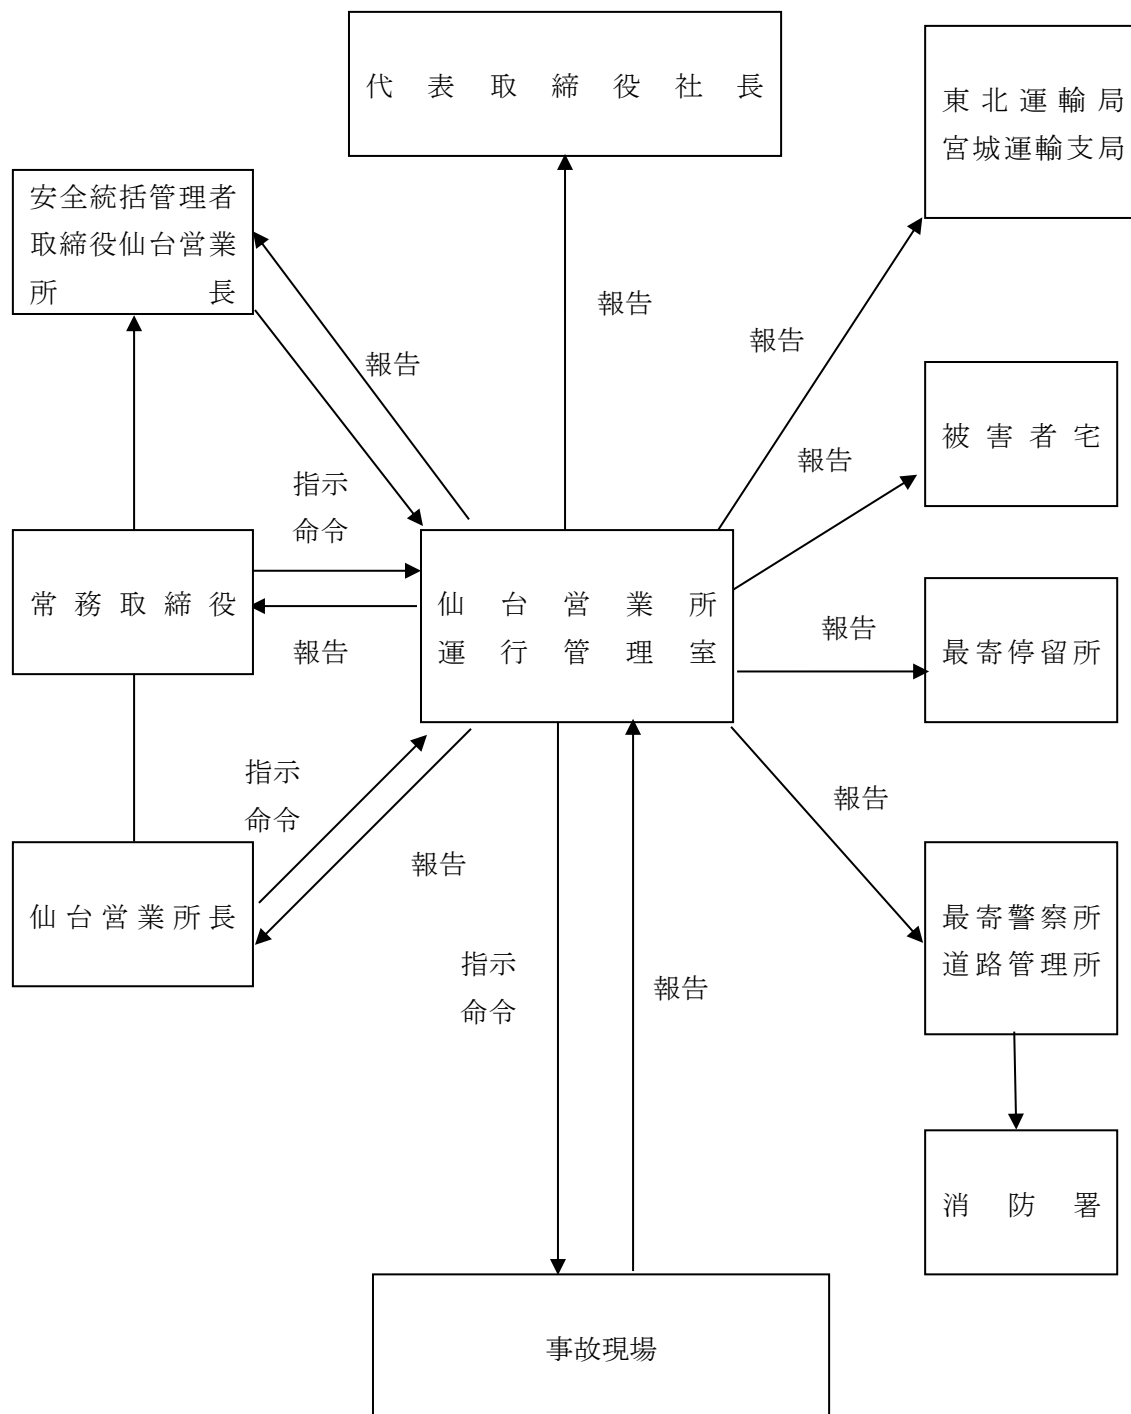 代表取締役社長
東北運輸局
宮城運輸支局
安全統括管理者
取締役仙台営業
所長
報告
報告
報告
被害者宅
報告
指示
命令
常務取締役
仙台営業所
運行管理室
報告
報告
最寄停留所
指示
命令
報告
報告
仙台営業所長
最寄警察所
道路管理所
指示
命令
報告
消防署
事故現場